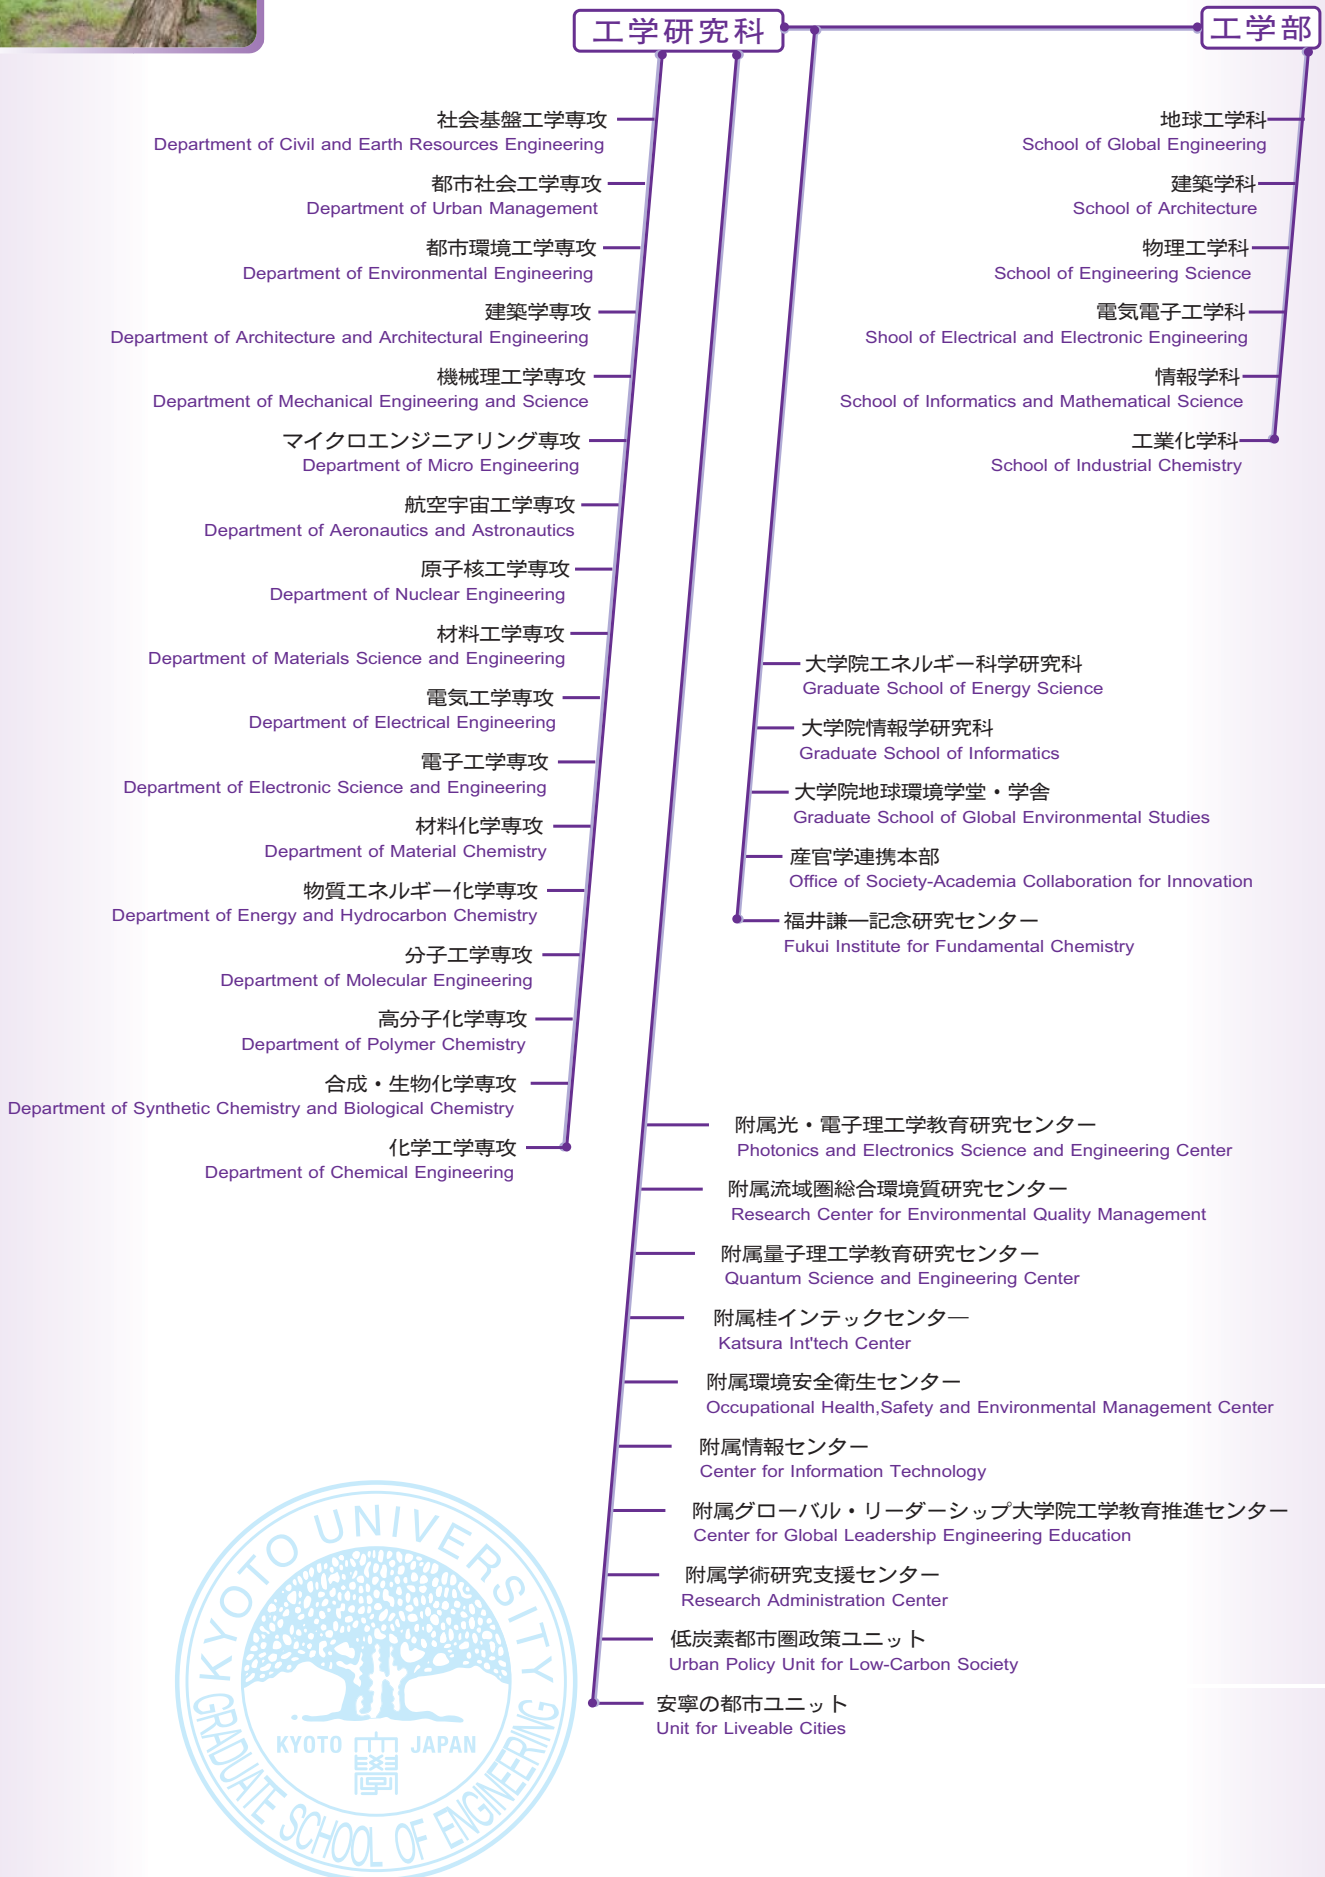 工学研究科
工学部
社会基盤工学専攻
Department of Civil and Earth Resources Engineering
都市社会工学専攻
Department of Urban Management
都市環境工学専攻
Department of Environmental Engineering
建築学専攻
Department of Architecture and Architectural Engineering
機械理工学専攻
Department of Mechanical Engineering and Science
マイクロエンジニアリング専攻
Department of Micro Engineering
航空宇宙工学専攻
Department of Aeronautics and Astronautics
原子核工学専攻
Department of Nuclear Engineering
材料工学専攻
Department of Materials Science and Engineering
電気工学専攻
Department of Electrical Engineering
電子工学専攻
Department of Electronic Science and Engineering
材料化学専攻
Department of Material Chemistry
物質エネルギー化学専攻
Department of Energy and Hydrocarbon Chemistry
分子工学専攻
Department of Molecular Engineering
高分子化学専攻
Department of Polymer Chemistry
合成・生物化学専攻
Department of Synthetic Chemistry and Biological Chemistry
化学工学専攻
Department of Chemical Engineering
地球工学科
School of Global Engineering
建築学科
School of Architecture
物理工学科
School of Engineering Science
電気電子工学科
Shool of Electrical and Electronic Engineering
情報学科
School of Informatics and Mathematical Science
工業化学科
School of Industrial Chemistry
大学院エネルギー科学研究科
Graduate School of Energy Science
大学院情報学研究科
Graduate School of Informatics
大学院地球環境学堂・学舎
Graduate School of Global Environmental Studies
産官学連携本部
Office of Society-Academia Collaboration for Innovation
福井謙一記念研究センター
Fukui Institute for Fundamental Chemistry
附属光・電子理工学教育研究センター
Photonics and Electronics Science and Engineering Center
附属流域圏総合環境質研究センター
Research Center for Environmental Quality Management
附属量子理工学教育研究センター
Quantum Science and Engineering Center
附属桂インテックセンター
Katsura Int'tech Center
附属環境安全衛生センター
Occupational Health,Safety and Environmental Management Center
附属情報センター
Center for Information Technology
附属グローバル・リーダーシップ大学院工学教育推進センター
Center for Global Leadership Engineering Education
附属学術研究支援センター
Research Administration Center
低炭素都市圏政策ユニット
Urban Policy Unit for Low-Carbon Society
安寧の都市ユニット
Unit for Liveable Cities
KYOTO UNIVERSITY
KYOTO JAPAN
GRADUATE SCHOOL OF ENGINEERING